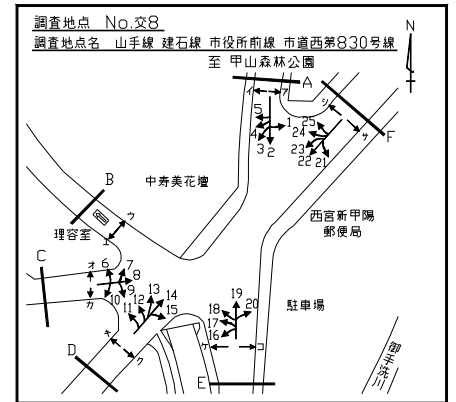 調査地点 No.交8
調査地点名 山手線 建石線 市役所前線 市道西第830号線
至 甲山森林公園
N
A
イ ア
シ
5
4
3 2
1
25
24
23
22 21
サ
F
B
中寿美花壇
ウ
エ
理容室
西宮新甲陽
郵便局
C
オ
カ
6 7
8
9
10
11
12
13
14
15
19
18
17
16
20
駐車場
キ
ク
D
ケ
コ
E
御手洗川